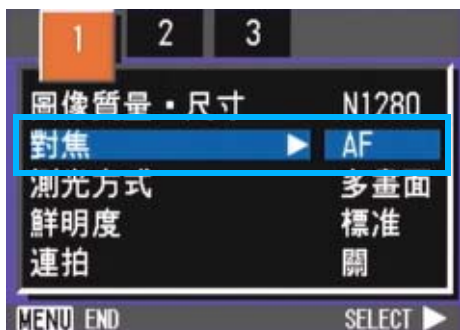 1 2 3
圖像質量・尺寸 N1280
對焦 ▶ AF
測光方式 多畫面
鮮明度 標准
連拍 關
MENU END SELECT ▶